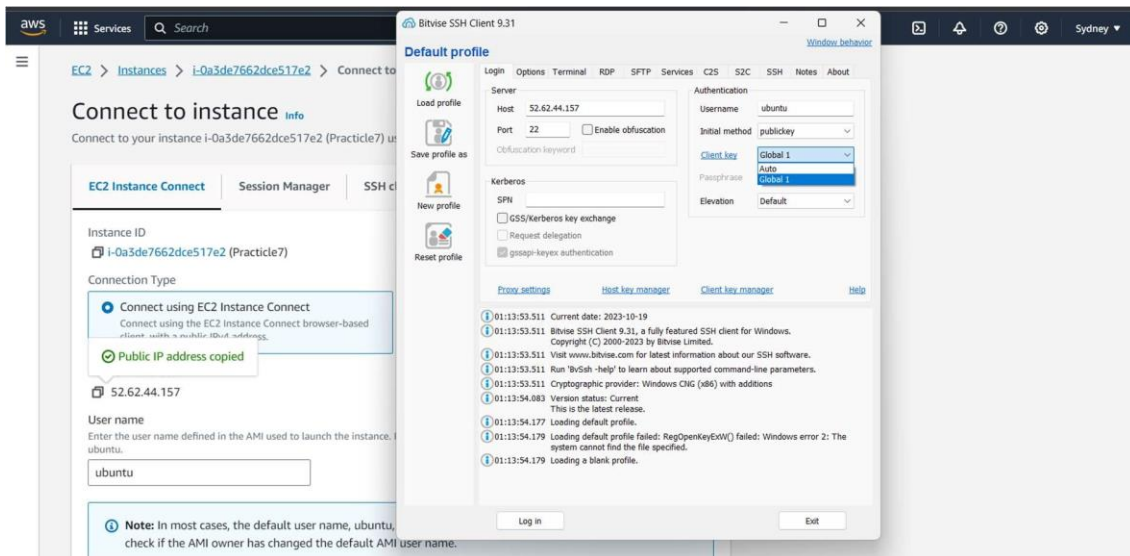 aws
Services
Search
Sydney
EC2 > Instances > i-0a3de7662dce517e2 > Connect to
Connect to instance Info
Connect to your instance i-0a3de7662dce517e2 (Practicle7) us
EC2 Instance Connect
Session Manager
SSH cl
Instance ID
i-0a3de7662dce517e2 (Practicle7)
Connection Type
Connect using EC2 Instance Connect
Connect using the EC2 Instance Connect browser-based
client, with a public IPv4 address.
Public IP address copied
52.62.44.157
User name
Enter the user name defined in the AMI used to launch the instance.
ubuntu.
ubuntu
Note: In most cases, the default user name, ubuntu,
check if the AMI owner has changed the default AMI user name.
Bitvise SSH Client 9.31
Default profile
Window behavior
Load profile
Save profile as
New profile
Reset profile
Login Options Terminal RDP SFTP Services C2S S2C SSH Notes About
Server
Host 52.62.44.157
Port 22 Enable obfuscation
Obfuscation keyword
Kerberos
SPN
GSS/Kerberos key exchange
Request delegation
gssapi-keyex authentication
Authentication
Username ubuntu
Initial method publickey
Client key Global 1
Auto
Passphrase Global 1
Elevation Default
Proxy settings Host key manager Client key manager Help
01:13:53.511 Current date: 2023-10-19
01:13:53.511 Bitvise SSH Client 9.31, a fully featured SSH client for Windows.
Copyright (C) 2000-2023 by Bitvise Limited.
01:13:53.511 Visit www.bitvise.com for latest information about our SSH software.
01:13:53.511 Run 'BvSsh -help' to learn about supported command-line parameters.
01:13:53.511 Cryptographic provider: Windows CNG (x86) with additions
01:13:54.083 Version status: Current
This is the latest release.
01:13:54.177 Loading default profile.
01:13:54.179 Loading default profile failed: RegOpenKeyExW() failed: Windows error 2: The
system cannot find the file specified.
01:13:54.179 Loading a blank profile.
Log in
Exit